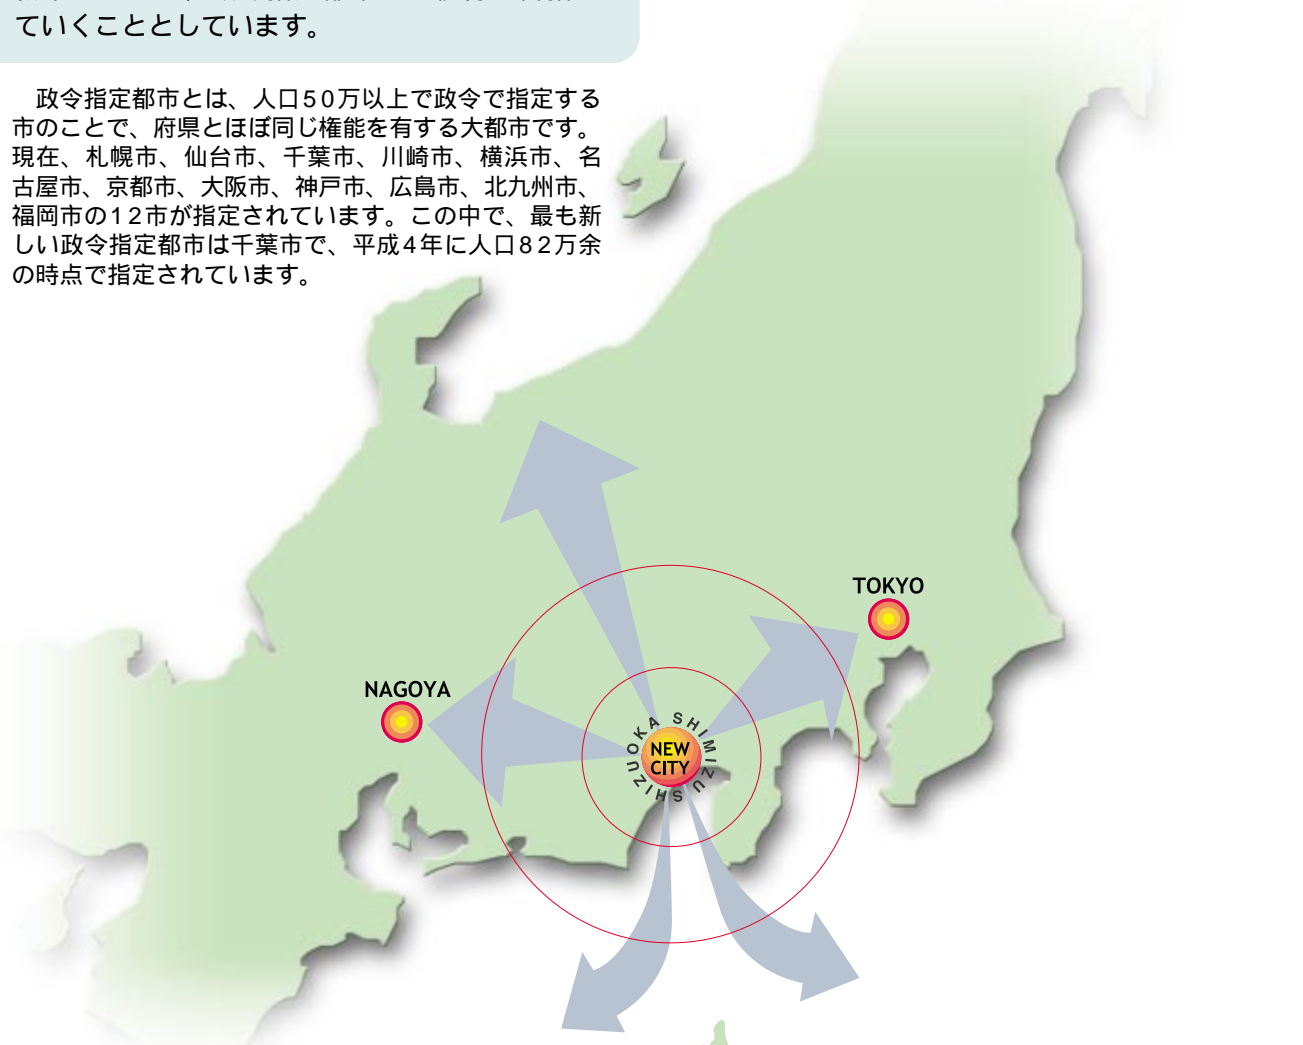 ていくこととしています。
政令指定都市とは、人口50万以上で政令で指定する
市のことで、府県とほぼ同じ権能を有する大都市です。
現在、札幌市、仙台市、千葉市、川崎市、横浜市、名
古屋市、京都市、大阪市、神戸市、広島市、北九州市、
福岡市の12市が指定されています。この中で、最も新
しい政令指定都市は千葉市で、平成4年に人口82万余
の時点で指定されています。
TOKYO
NAGOYA
SHIZUOKA SHIMIZU
NEW
CITY